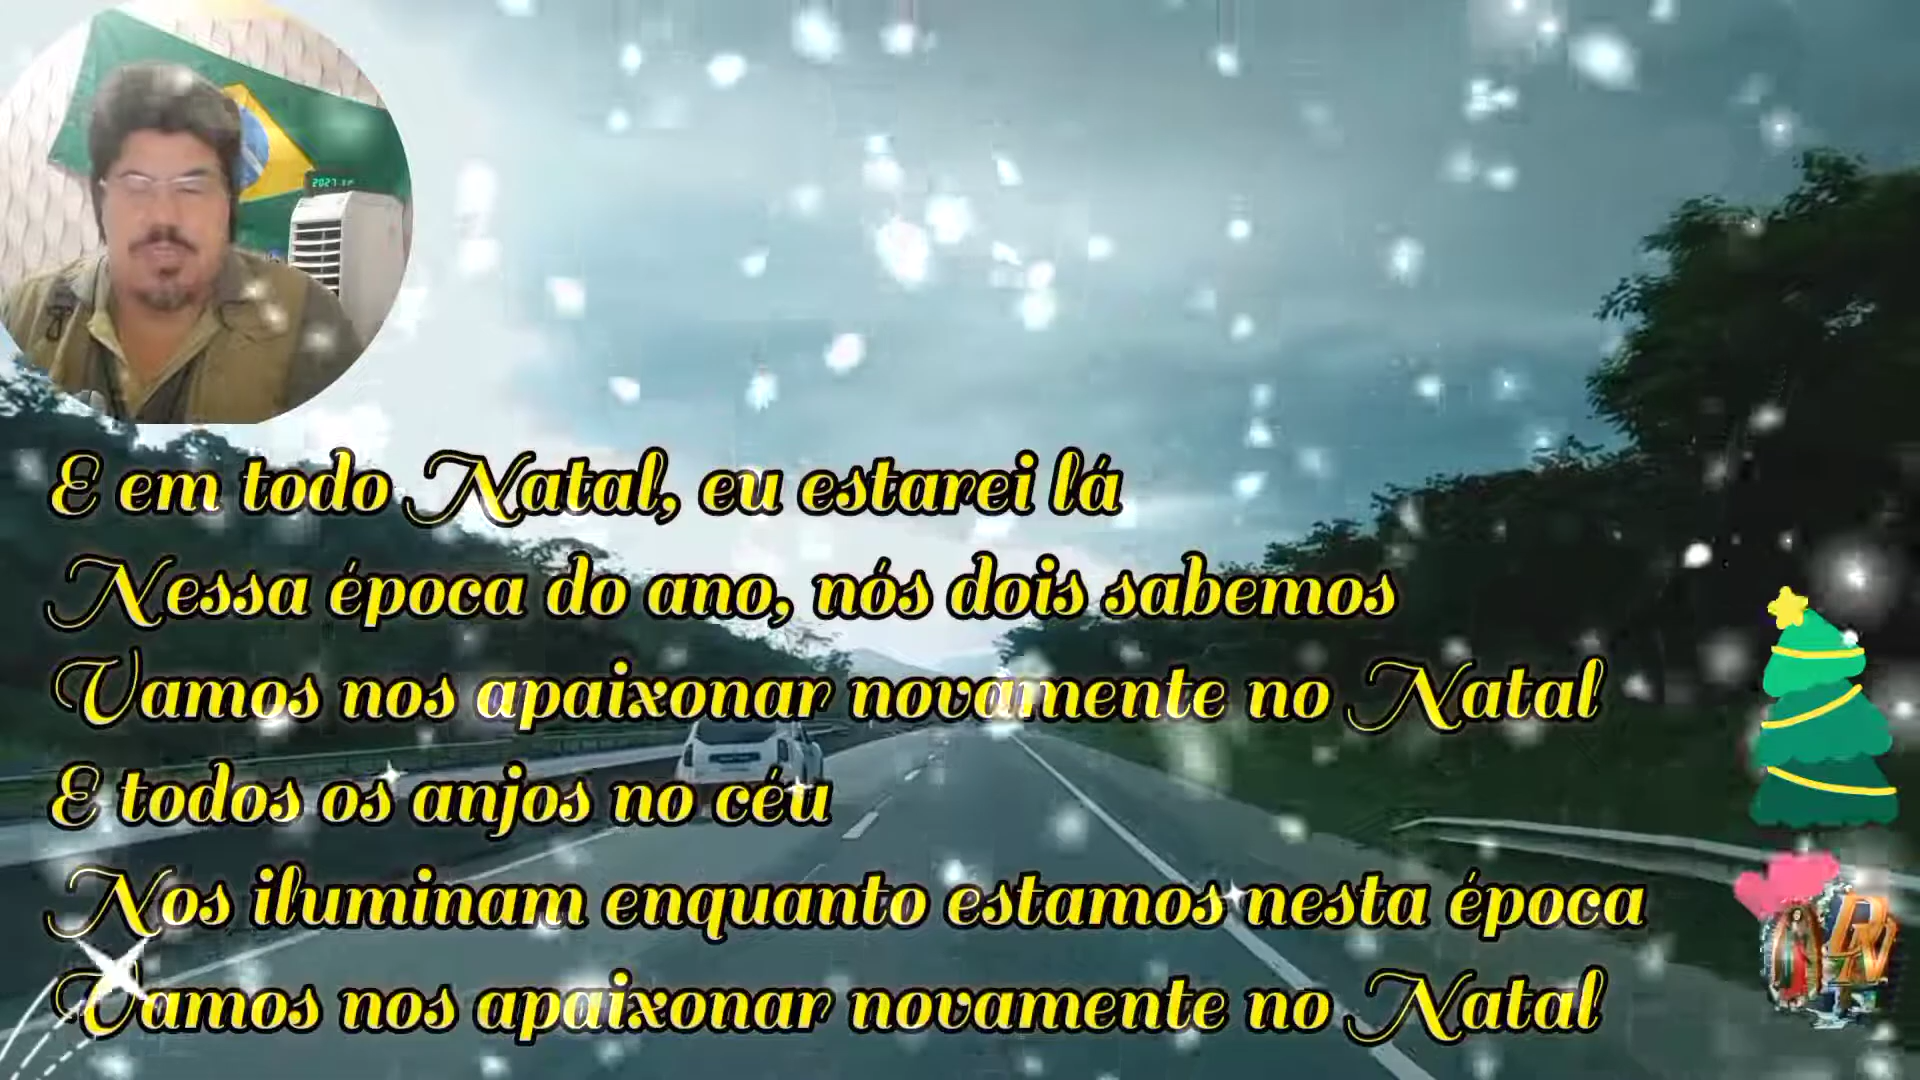 E em todo Natal, eu estarei lá
Nessa época do ano, nós dois sabemos
Vamos nos apaixonar novamente no Natal
E todos os anjos no céu
Nos iluminam enquanto estamos nesta época
Vamos nos apaixonar novamente no Natal